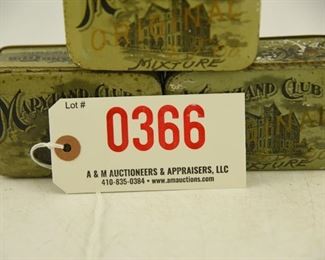 ORIGINAL
MIXTURE
MARYLAND CLUB
MARYLAND CLUB
MIXTURE
Lot #
0366
A & M AUCTIONEERS & APPRAISERS, LLC
410-835-0384 • www.amauctions.com